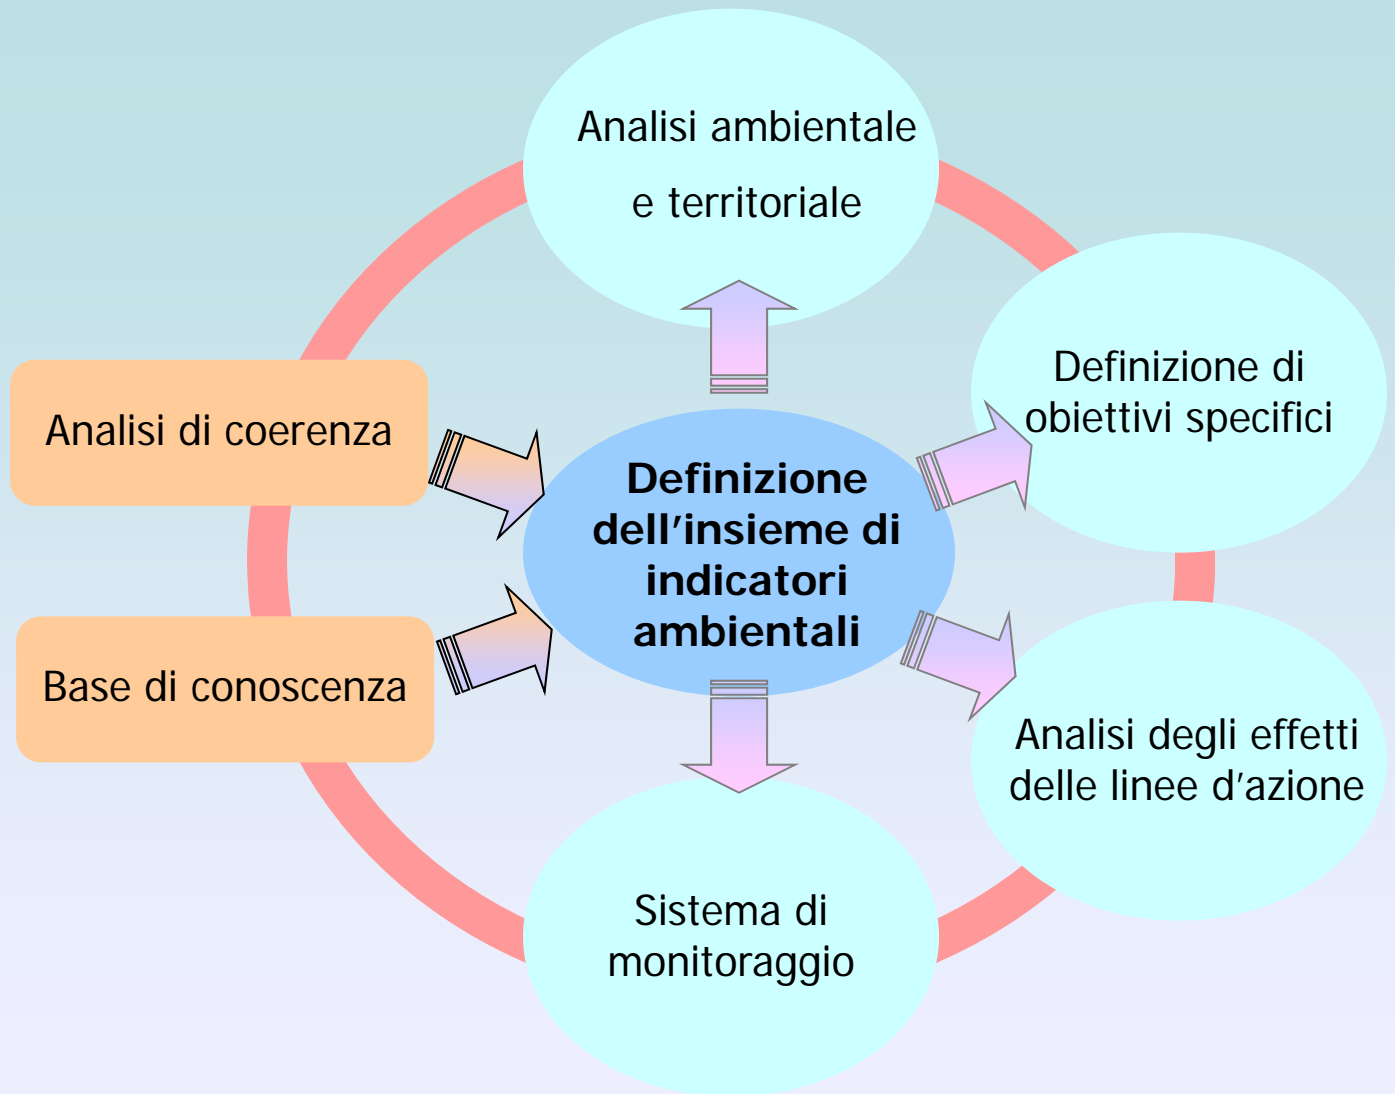 Analisi ambientale
e territoriale
Definizione di
obiettivi specifici
Analisi di coerenza
Definizione
dell’insieme di
indicatori
ambientali
Base di conoscenza
Analisi degli effetti
delle linee d’azione
Sistema di
monitoraggio